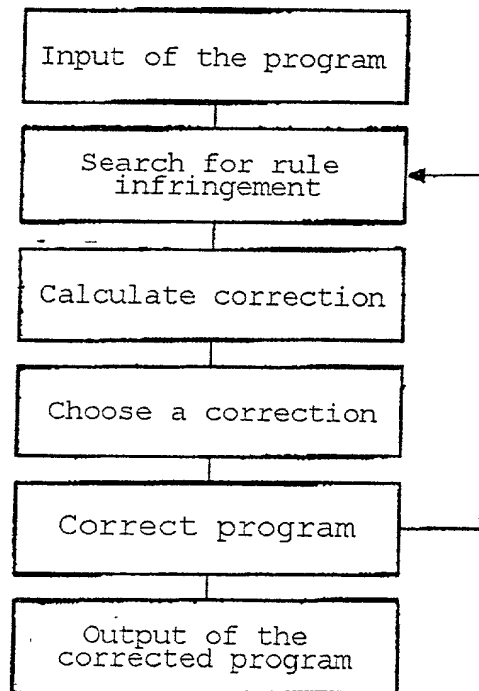 Input of the program
Search for rule
infringement
Calculate correction
Choose a correction
Correct program
Output of the
corrected program